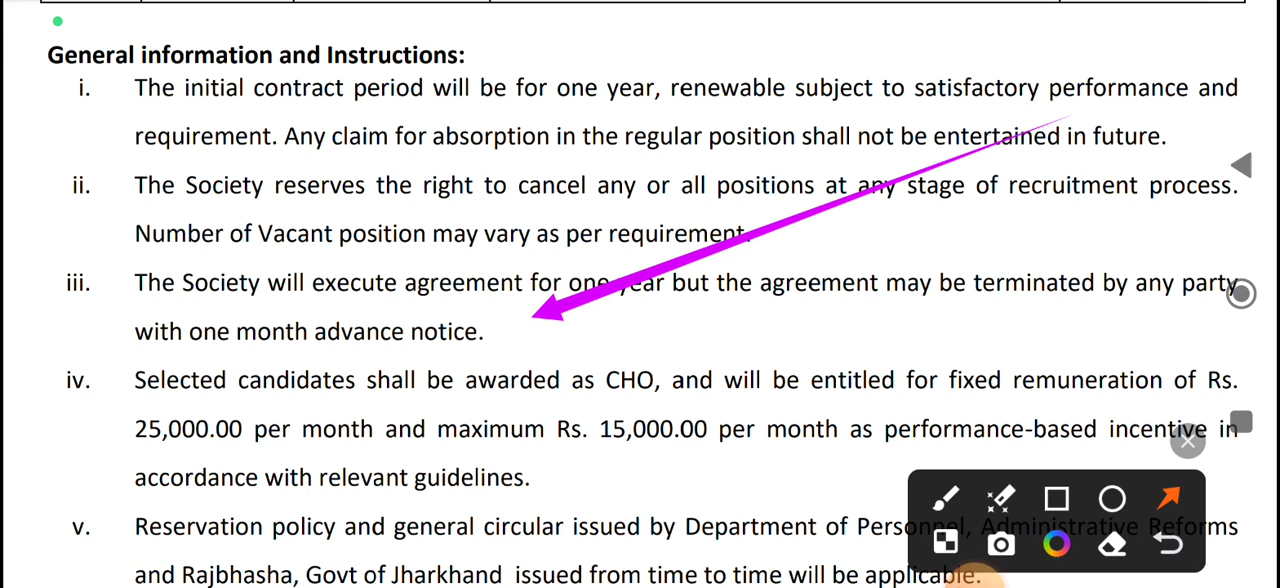 General information and Instructions:
i. The initial contract period will be for one year, renewable subject to satisfactory performance and
requirement. Any claim for absorption in the regular position shall not be entertained in future.
ii. The Society reserves the right to cancel any or all positions at any stage of recruitment process.
Number of Vacant position may vary as per requirement.
iii. The Society will execute agreement for one year but the agreement may be terminated by any party
with one month advance notice.
iv. Selected candidates shall be awarded as CHO, and will be entitled for fixed remuneration of Rs.
25,000.00 per month and maximum Rs. 15,000.00 per month as performance-based incentive in
accordance with relevant guidelines.
v. Reservation policy and general circular issued by Department of Personnel, Administrative Reforms
and Rajbhasha, Govt of Jharkhand issued from time to time will be applicable.